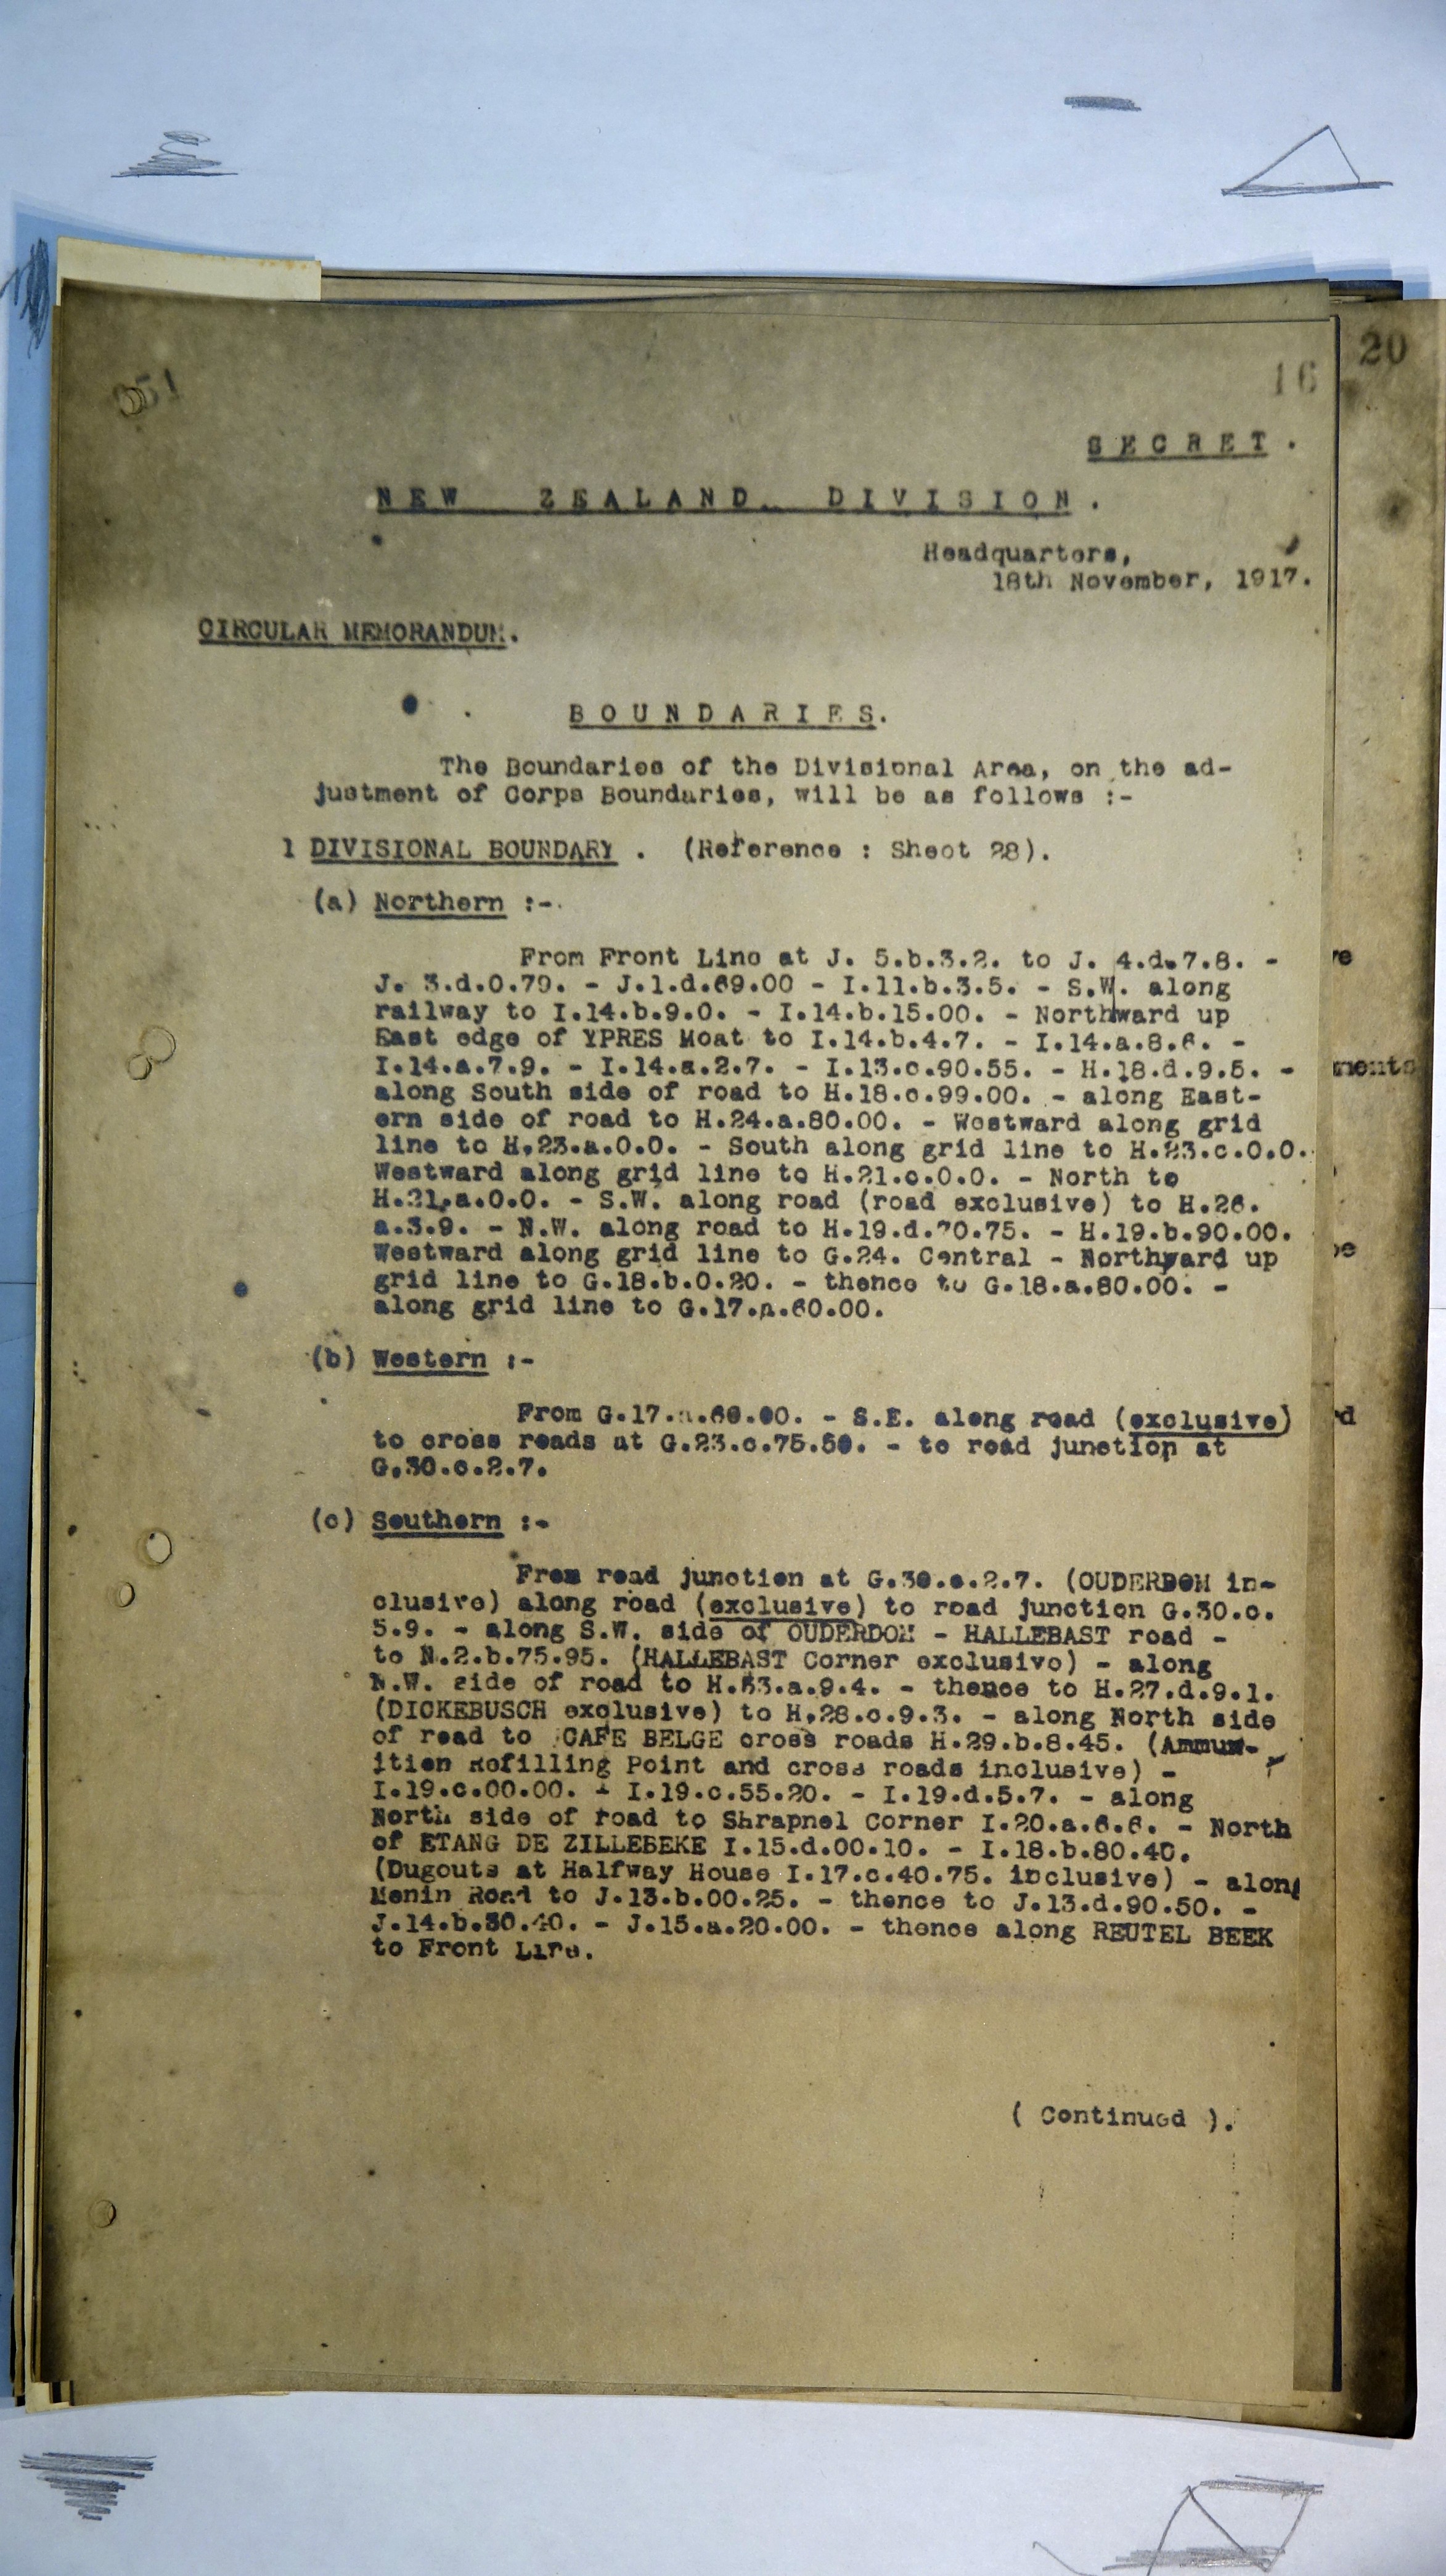 20
16
S E C R E T .
N E W   Z E A L A N D   D I V I S I O N .
Headquarters,
18th November, 1917.
CIRCULAR MEMORANDUM.
B O U N D A R I E S.
The Boundaries of the Divisional Area, on the ad-
justment of Corps Boundaries, will be as follows :-
1 DIVISIONAL BOUNDARY . (Reference : Sheet 28).
(a) Northern :-
From Front Line at J. 5.b.3.2. to J. 4.d.7.8. -
J. 3.d.0.79. - J.1.d.69.00 - I.11.b.3.5. - S.W. along
railway to I.14.b.9.0. - I.14.b.15.00. - Northward up
East edge of YPRES Moat to I.14.b.4.7. - I.14.a.8.6. -
I.14.a.7.9. - I.14.a.2.7. - I.13.c.90.55. - H.18.d.9.5. -
along South side of road to H.18.c.99.00. - along East-
ern side of road to H.24.a.80.00. - Westward along grid
line to H.23.a.0.0. - South along grid line to H.23.c.0.0.
Westward along grid line to H.21.c.0.0. - North to
H.21.a.0.0. - S.W. along road (road exclusive) to H.26.
a.3.9. - N.W. along road to H.19.d.70.75. - H.19.b.90.00.
Westward along grid line to G.24. Central - Northward up
grid line to G.18.b.0.20. - thence to G.18.a.80.00. -
along grid line to G.17.a.60.00.
(b) Western :-
From G.17.a.60.00. - S.E. along road (exclusive)
to cross roads at G.23.c.75.50. - to road junction at
G.30.c.2.7.
(c) Southern :-
From road junction at G.30.c.2.7. (OUDERDOM in-
clusive) along road (exclusive) to road junction G.30.c.
5.9. - along S.W. side of OUDERDOM - HALLEBAST road -
to N.2.b.75.95. (HALLEBAST Corner exclusive) - along
N.W. side of road to H.33.a.9.4. - thence to H.27.d.9.1.
(DICKEBUSCH exclusive) to H.28.c.9.3. - along North side
of road to CAFE BELGE cross roads H.29.b.8.45. (Ammun-
ition Refilling Point and cross roads inclusive) -
I.19.c.00.00. - I.19.c.55.20. - I.19.d.5.7. - along
North side of road to Shrapnel Corner I.20.a.6.6. - North
of ETANG DE ZILLEBEKE I.15.d.00.10. - I.18.b.80.40.
(Dugouts at Halfway House I.17.c.40.75. inclusive) - along
Menin Road to J.13.b.00.25. - thence to J.13.d.90.50. -
J.14.b.30.40. - J.15.a.20.00. - thence along REUTEL BEEK
to Front Line.
( Continued ).